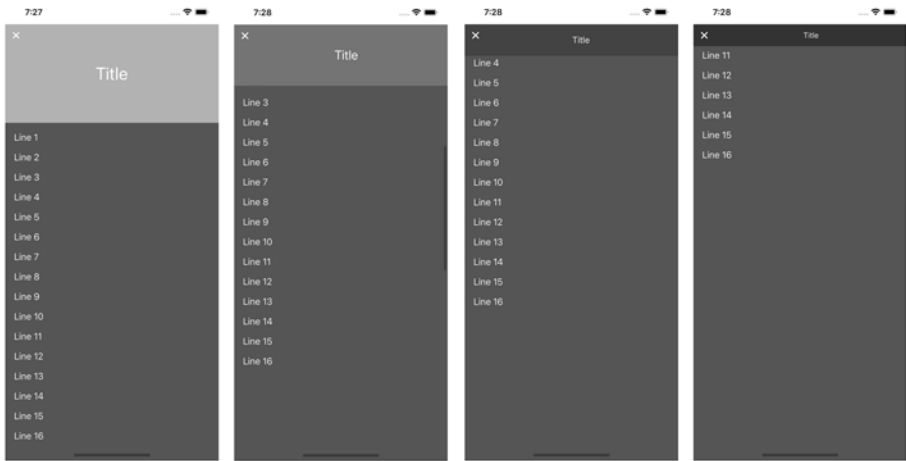 7:27
Title
Line 1
Line 2
Line 3
Line 4
Line 5
Line 6
Line 7
Line 8
Line 9
Line 10
Line 11
Line 12
Line 13
Line 14
Line 15
Line 16
7:28
Title
Line 3
Line 4
Line 5
Line 6
Line 7
Line 8
Line 9
Line 10
Line 11
Line 12
Line 13
Line 14
Line 15
Line 16
7:28
Title
Line 4
Line 5
Line 6
Line 7
Line 8
Line 9
Line 10
Line 11
Line 12
Line 13
Line 14
Line 15
Line 16
7:28
Title
Line 11
Line 12
Line 13
Line 14
Line 15
Line 16